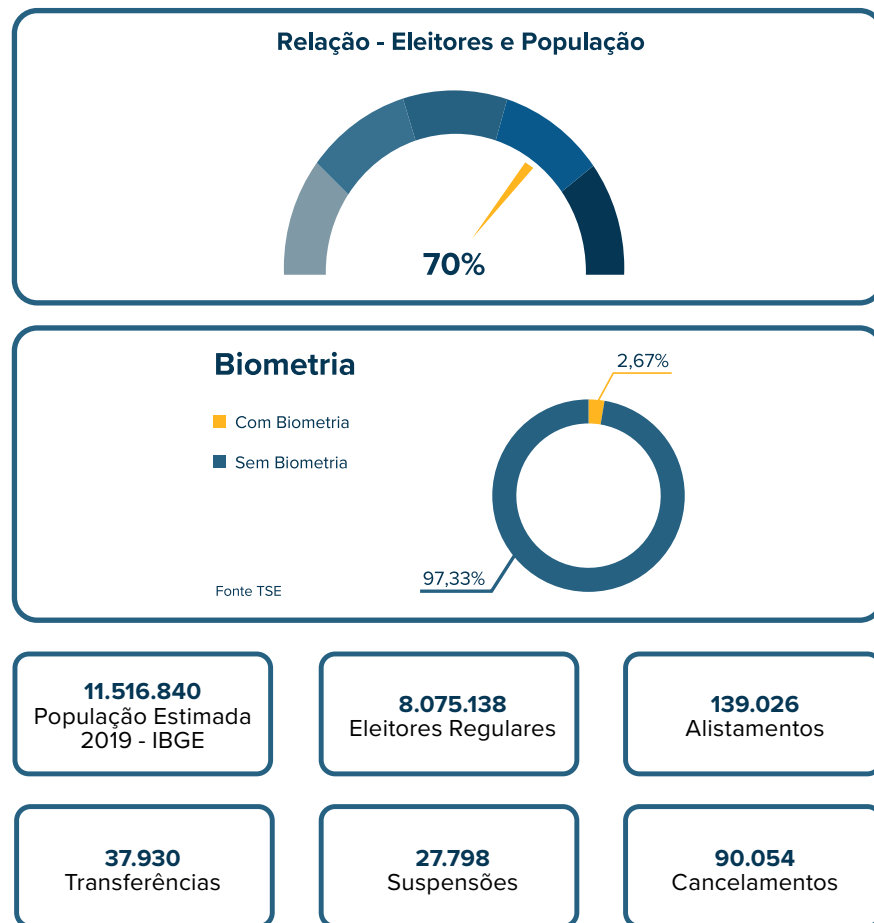 Relação - Eleitores e População
70%
Biometria
Com Biometria
Sem Biometria
Fonte TSE
2,67%
97,33%
11.516.840
População Estimada
2019 - IBGE
8.075.138
Eleitores Regulares
139.026
Alistamentos
37.930
Transferências
27.798
Suspensões
90.054
Cancelamentos